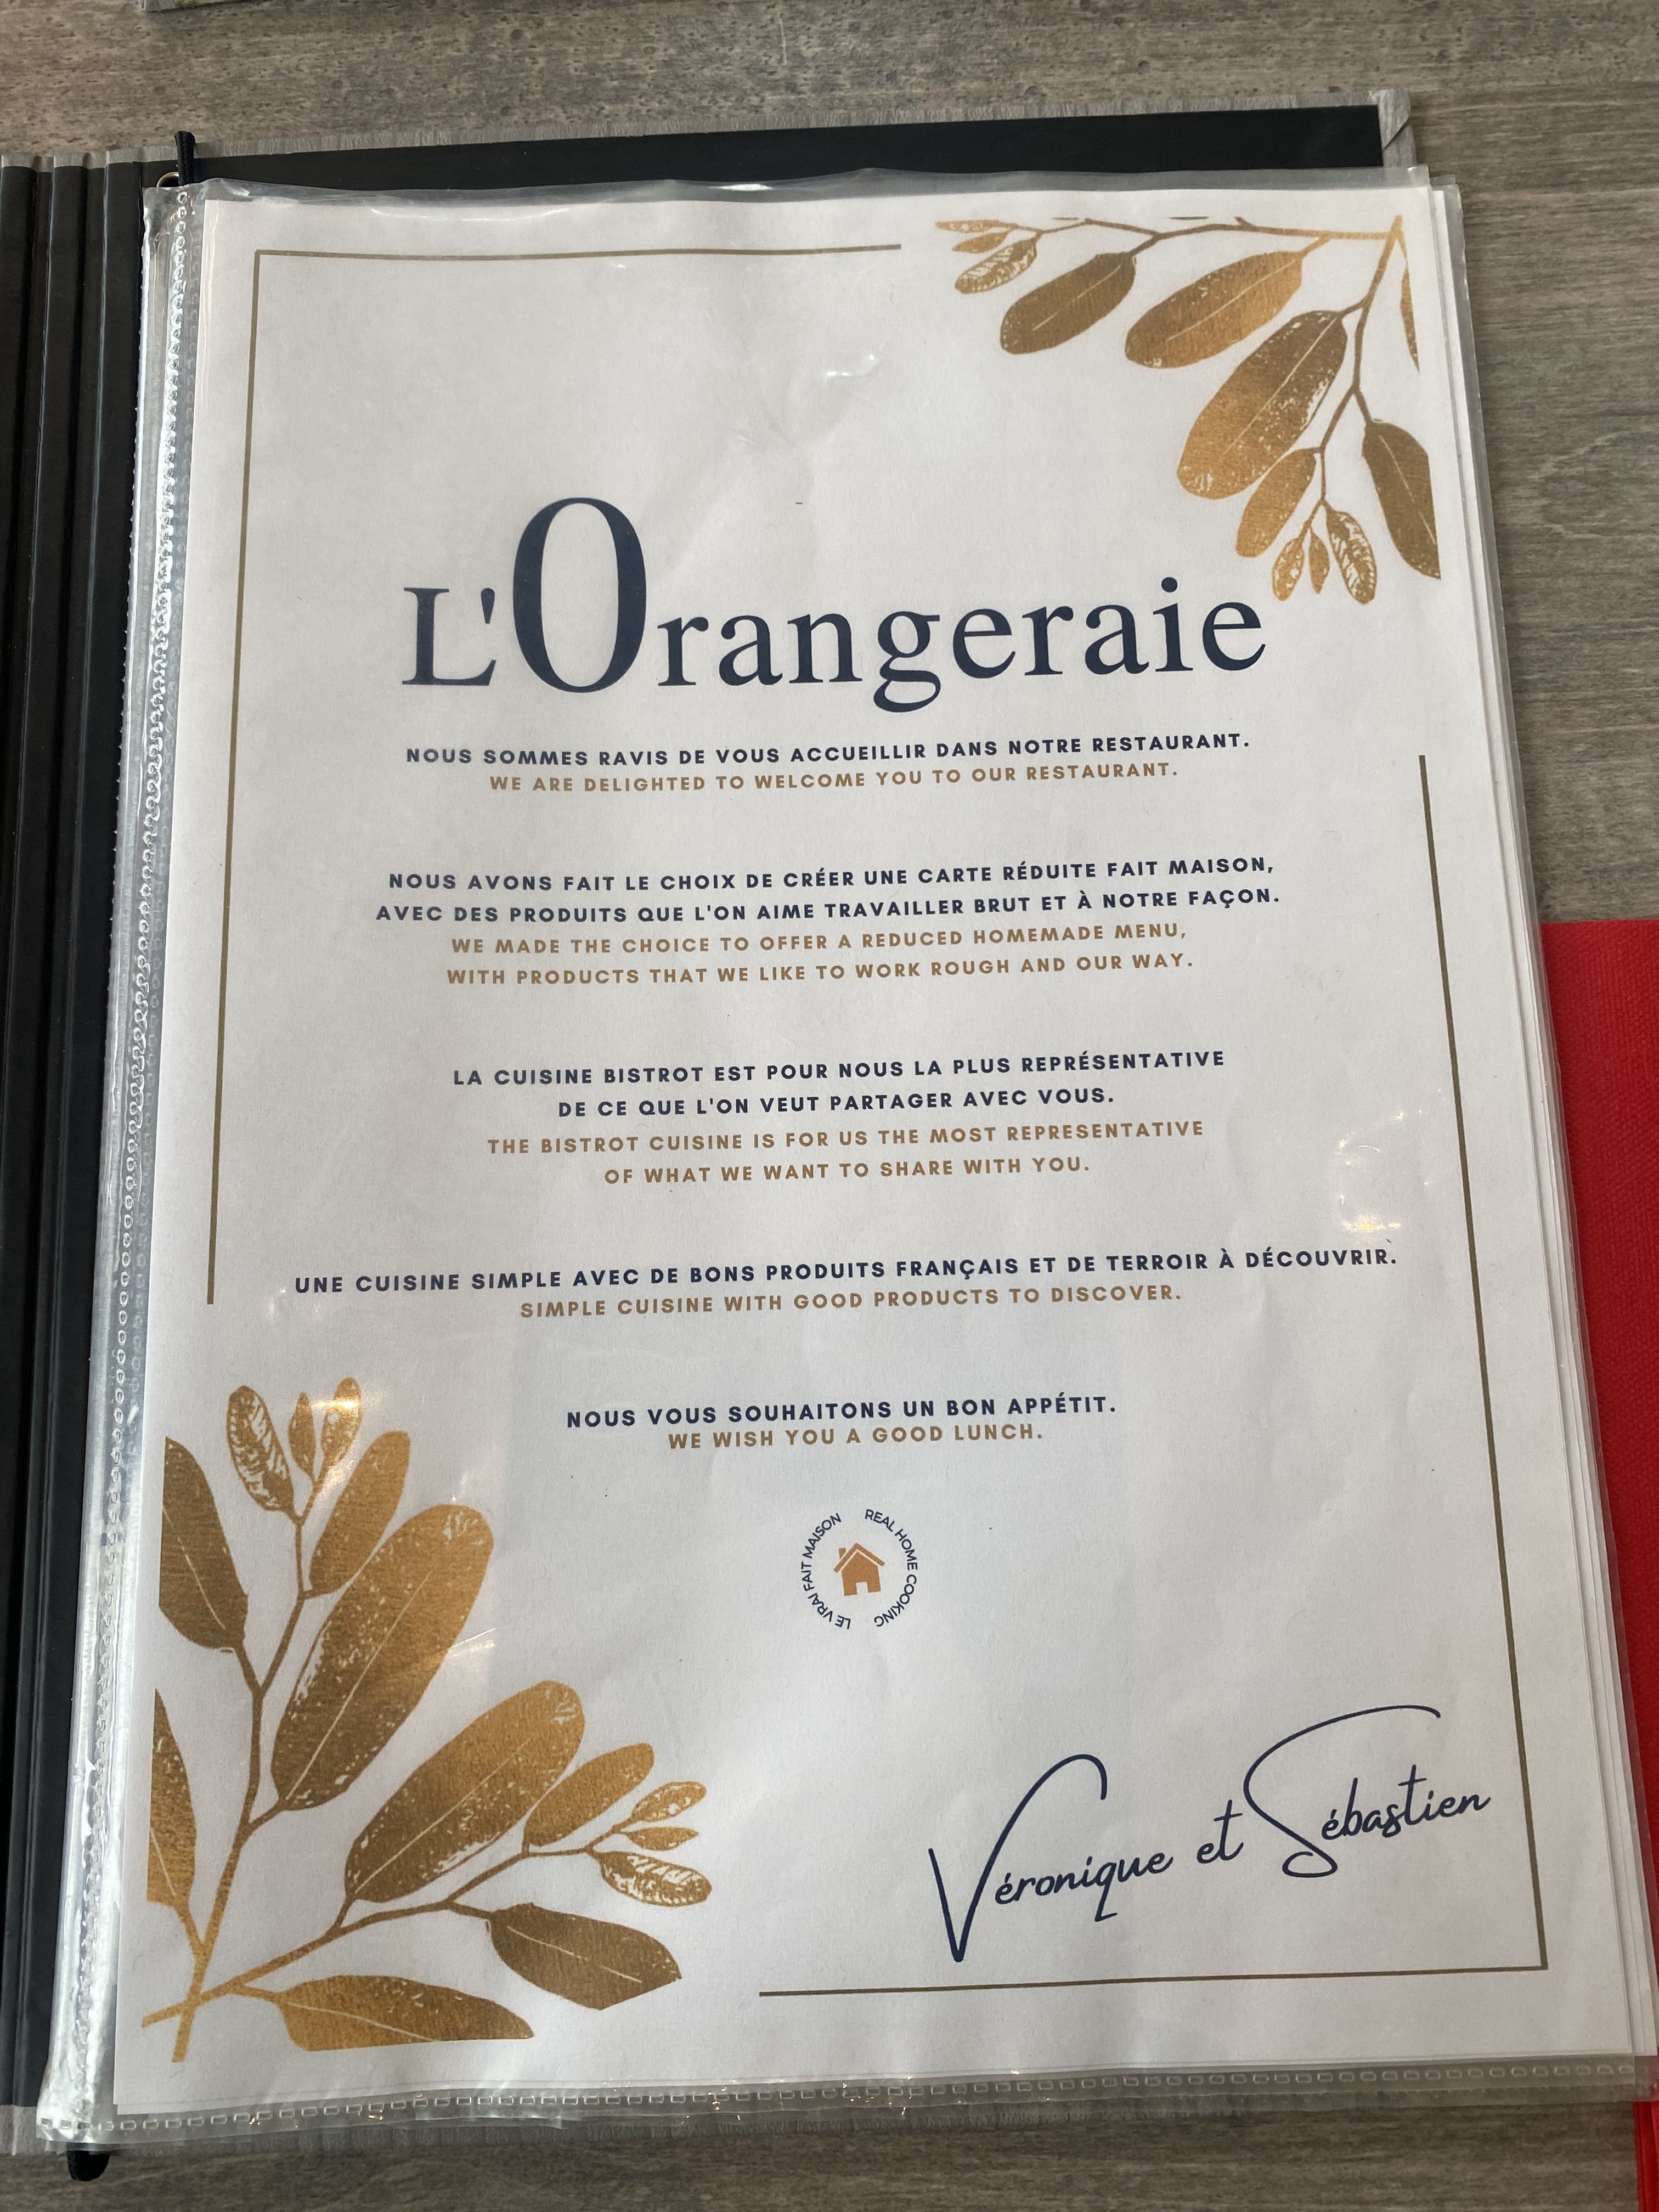 L'Orangeraie
NOUS SOMMES RAVIS DE VOUS ACCUEILLIR DANS NOTRE RESTAURANT.
WE ARE DELIGHTED TO WELCOME YOU TO OUR RESTAURANT.
NOUS AVONS FAIT LE CHOIX DE CRÉER UNE CARTE RÉDUITE FAIT MAISON,
AVEC DES PRODUITS QUE L'ON AIME TRAVAILLER BRUT ET À NOTRE FAÇON.
WE MADE THE CHOICE TO OFFER A REDUCED HOMEMADE MENU,
WITH PRODUCTS THAT WE LIKE TO WORK ROUGH AND OUR WAY.
LA CUISINE BISTROT EST POUR NOUS LA PLUS REPRÉSENTATIVE
DE CE QUE L'ON VEUT PARTAGER AVEC VOUS.
THE BISTROT CUISINE IS FOR US THE MOST REPRESENTATIVE
OF WHAT WE WANT TO SHARE WITH YOU.
UNE CUISINE SIMPLE AVEC DE BONS PRODUITS FRANÇAIS ET DE TERROIR À DÉCOUVRIR.
SIMPLE CUISINE WITH GOOD PRODUCTS TO DISCOVER.
NOUS VOUS SOUHAITONS UN BON APPÉTIT.
WE WISH YOU A GOOD LUNCH.
LE VRAI FAIT MAISON
REAL HOME COOKING
Véronique et Sébastien